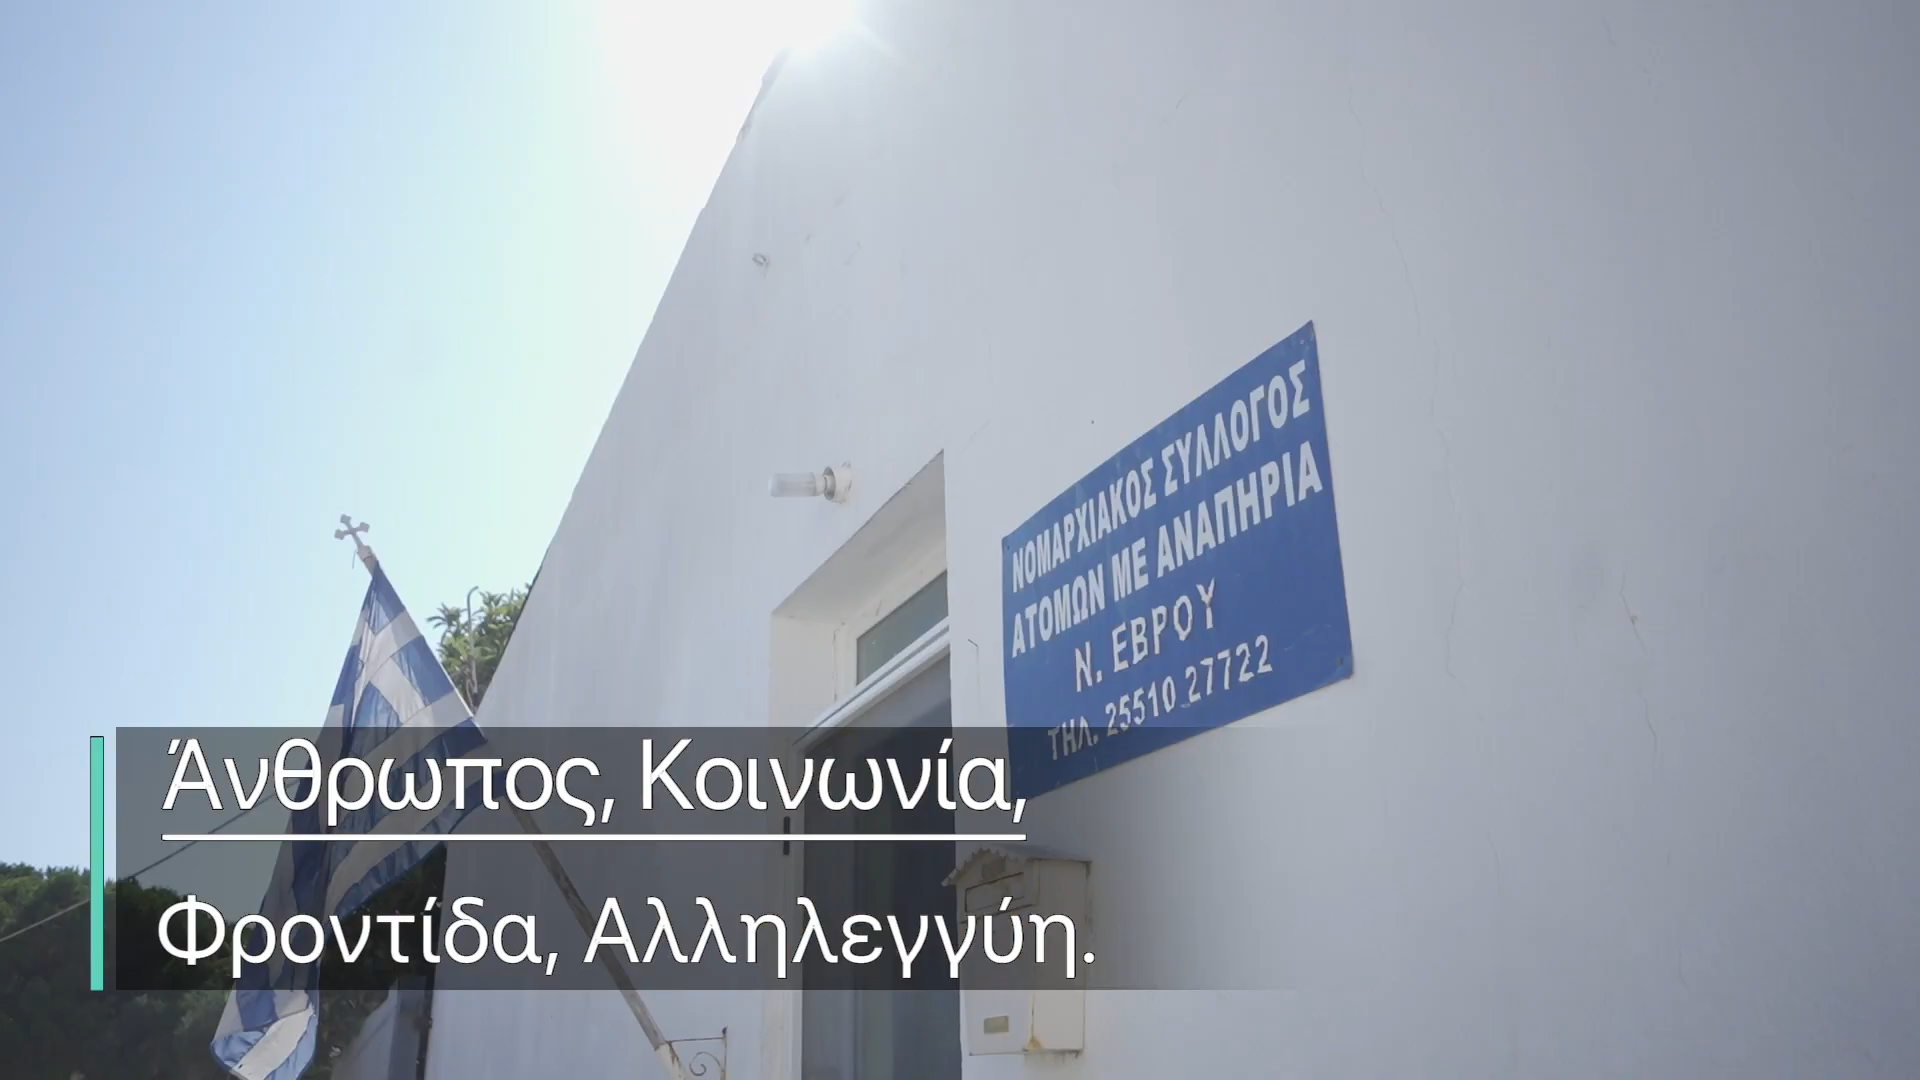 ΝΟΜΑΡΧΙΑΚΟΣ ΣΥΛΛΟΓΟΣ
ΑΤΟΜΩΝ ΜΕ ΑΝΑΠΗΡΙΑ
Ν. ΕΒΡΟΥ
ΤΗΛ. 25510 27722
Άνθρωπος, Κοινωνία,
Φροντίδα, Αλληλεγγύη.